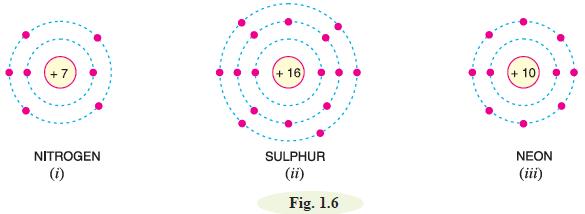 + 7
+ 16
+ 10
NITROGEN
SULPHUR
NEON
(i)
(ii)
(iii)
Fig. 1.6